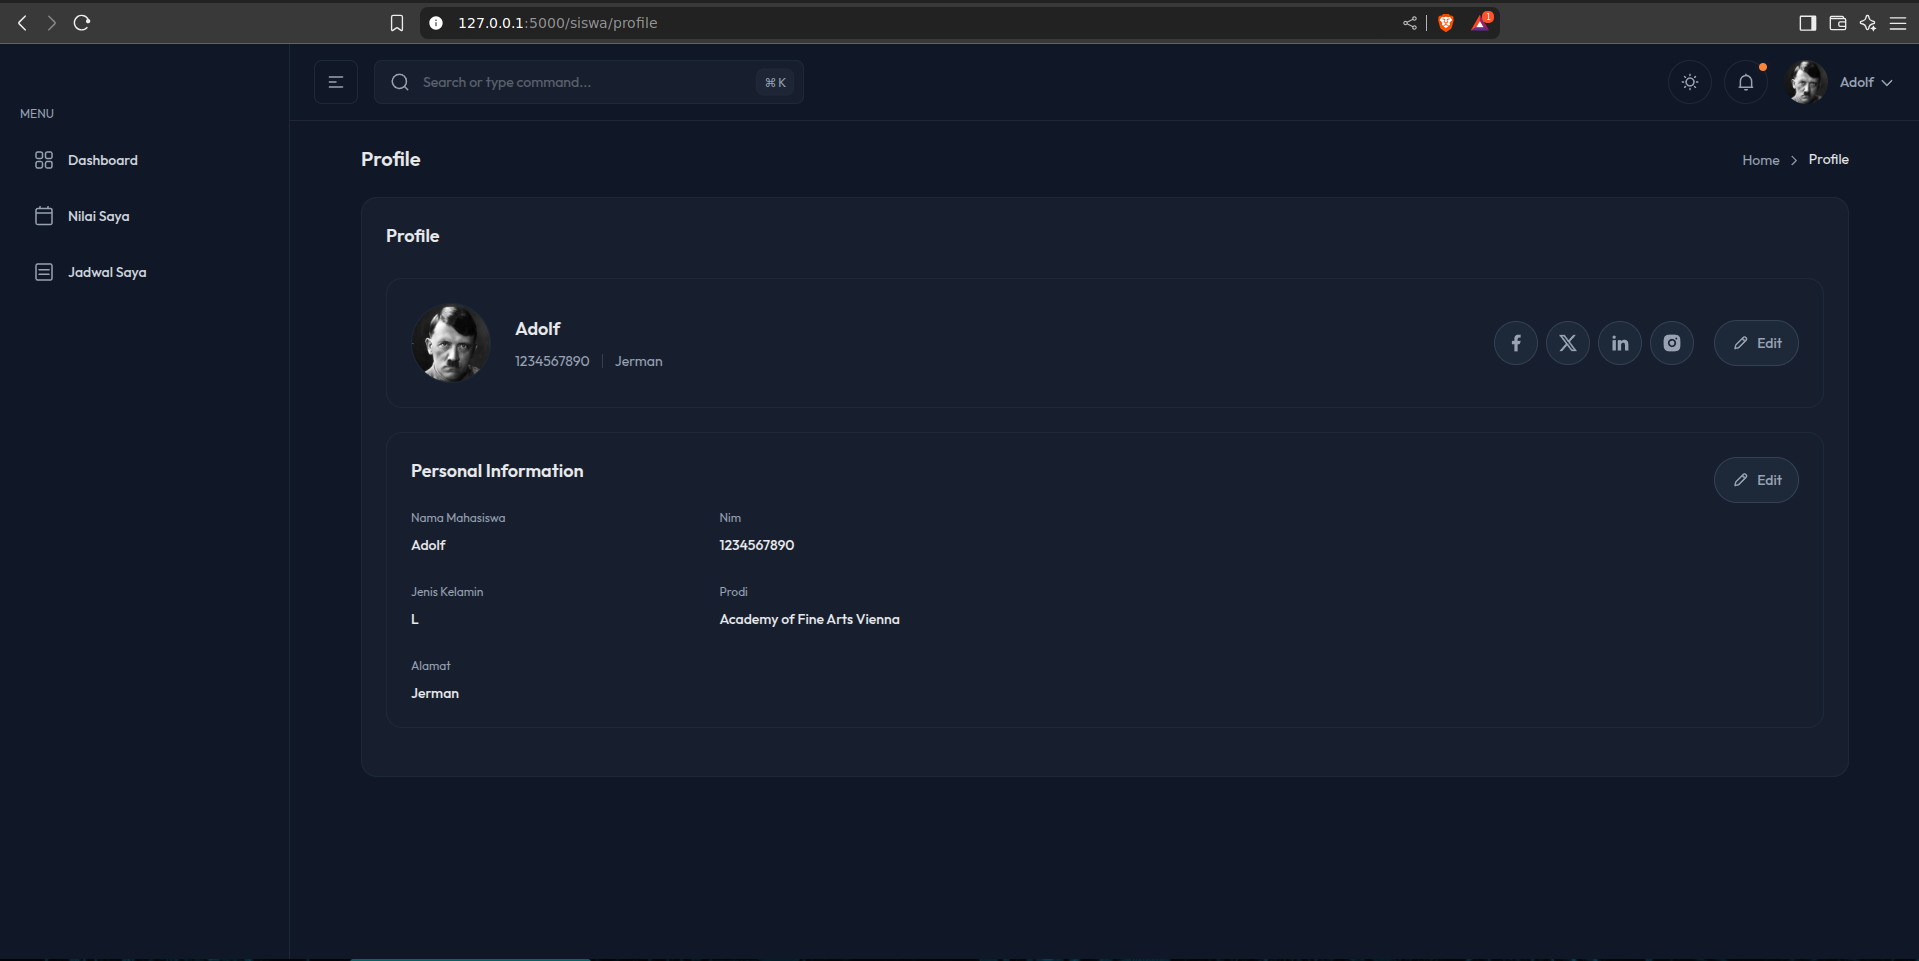 127.0.0.1:5000/siswa/profile
1
MENU
Dashboard
Nilai Saya
Jadwal Saya
Search or type command...
⌘ K
Adolf
Profile
Home > Profile
Profile
Adolf
1234567890 | Jerman
Edit
Personal Information
Edit
Nama Mahasiswa
Adolf
Nim
1234567890
Jenis Kelamin
L
Prodi
Academy of Fine Arts Vienna
Alamat
Jerman